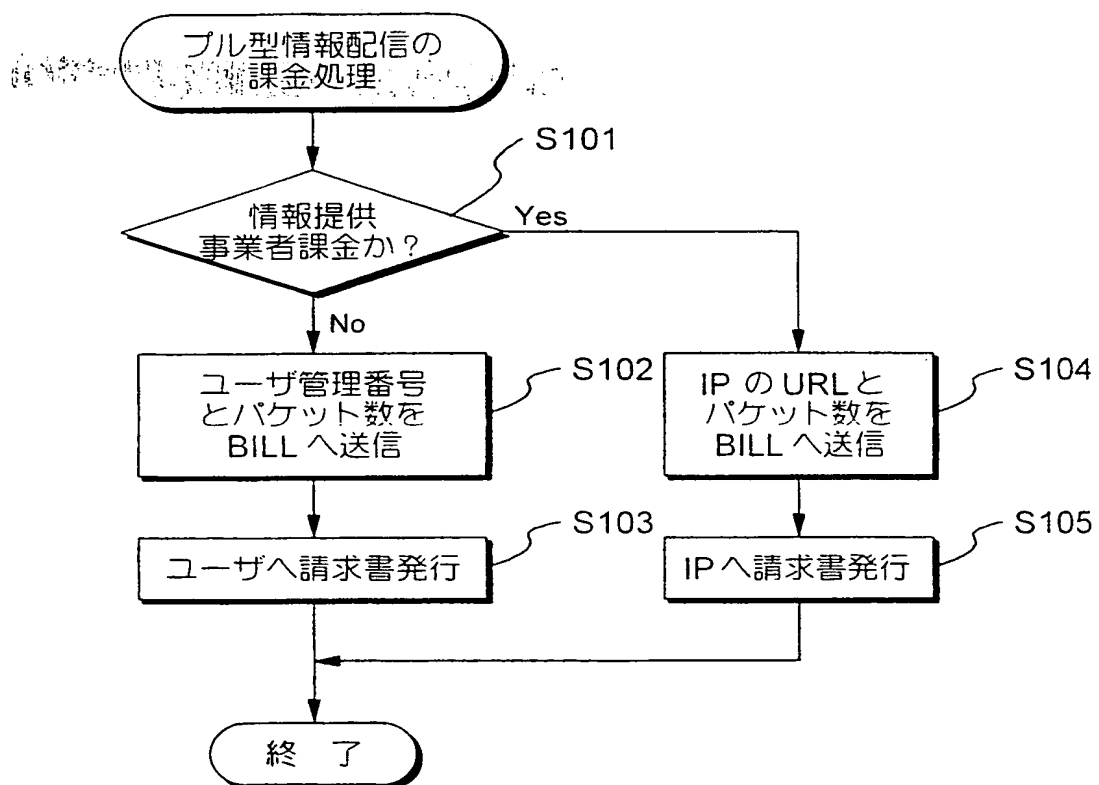 プル型情報配信の
課金処理
S101
情報提供
事業者課金か？
Yes
No
ユーザ管理番号
とパケット数を
BILLへ送信
S102
IPのURLと
パケット数を
BILLへ送信
S104
ユーザへ請求書発行
S103
IPへ請求書発行
S105
終 了